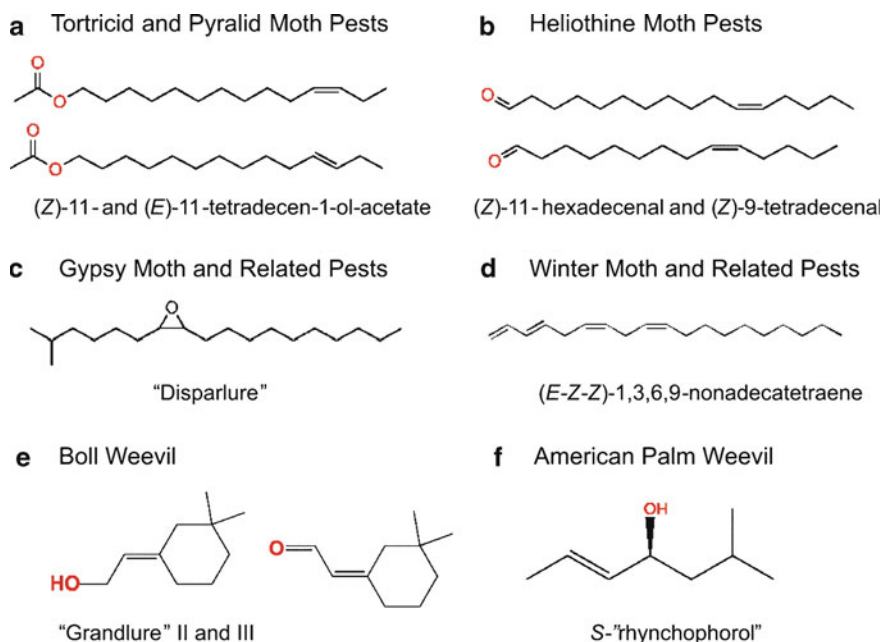 a Tortricid and Pyralid Moth Pests
O
O
O
O
(Z)-11- and (E)-11-tetradecen-1-ol-acetate
b Heliothine Moth Pests
O
O
(Z)-11-hexadecenal and (Z)-9-tetradecenal
c Gypsy Moth and Related Pests
O
"Disparlure"
d Winter Moth and Related Pests
(E-Z-Z)-1,3,6,9-nonadecatetraene
e Boll Weevil
HO
O
"Grandlure" II and III
f American Palm Weevil
OH
S-"rhynchophorol"